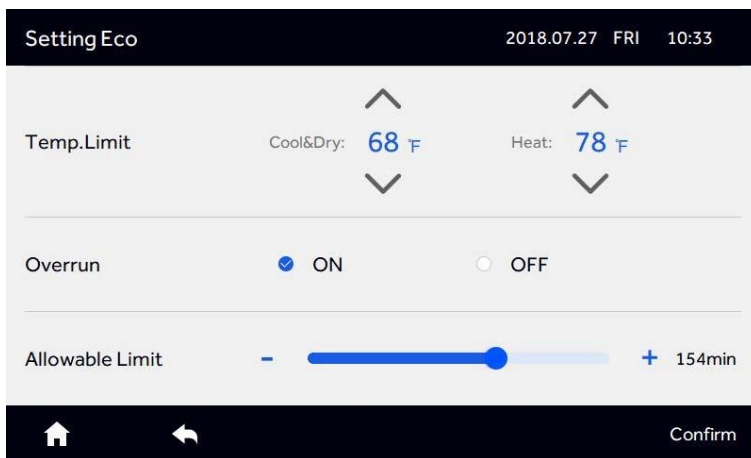 Setting Eco 2018.07.27 FRI 10:33
Temp.Limit Cool&Dry: 68 °F Heat: 78 °F
Overrun ON OFF
Allowable Limit - + 154min
Confirm